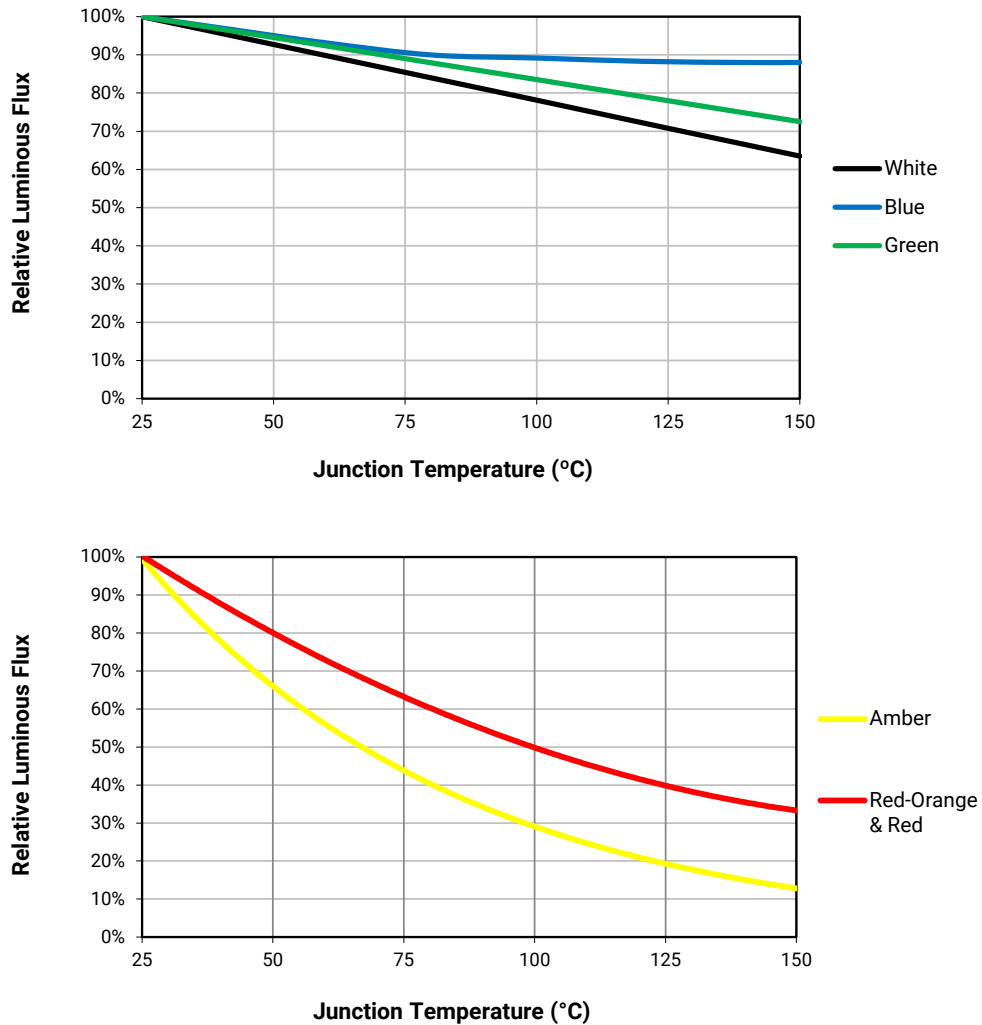 100%
90%
80%
70%
60%
50%
40%
30%
20%
10%
0%
Relative Luminous Flux
25 50 75 100 125 150
Junction Temperature (ºC)
White
Blue
Green
100%
90%
80%
70%
60%
50%
40%
30%
20%
10%
0%
Relative Luminous Flux
25 50 75 100 125 150
Junction Temperature (°C)
Amber
Red-Orange
& Red